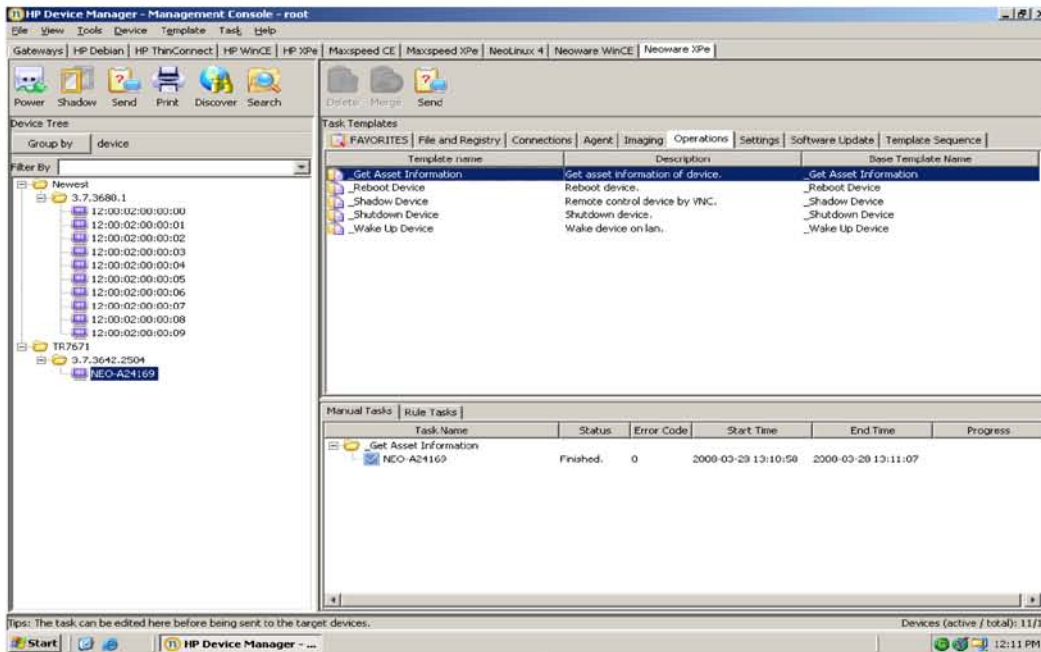 HP Device Manager - Management Console - root
File View Tools Device Template Task Help
Gateways HP Debian HP ThinConnect HP WinCE HP XPe Maxspeed CE Maxspeed XPe NeoLinux 4 Neoware WinCE Neoware XPe
Power Shadow Send Print Discover Search
Delete Merge Send
Device Tree
Group by device
Filter By
Newest
3.7.3680.1
12:00:02:00:00:00
12:00:02:00:00:01
12:00:02:00:00:02
12:00:02:00:00:03
12:00:02:00:00:04
12:00:02:00:00:05
12:00:02:00:00:06
12:00:02:00:00:07
12:00:02:00:00:08
12:00:02:00:00:09
TR7671
3.7.3642.2504
NEO-A24169
Task Templates
FAVORITES File and Registry Connections Agent Imaging Operations Settings Software Update Template Sequence
Template name Description Base Template Name
_Get Asset Information Get asset information of device. _Get Asset Information
_Reboot Device Reboot device. _Reboot Device
_Shadow Device Remote control device by VNC. _Shadow Device
_Shutdown Device Shutdown device. _Shutdown Device
_Wake Up Device Wake device on lan. _Wake Up Device
Manual Tasks Rule Tasks
Task Name Status Error Code Start Time End Time Progress
_Get Asset Information
NEO-A24169 Finished. 0 2008-03-28 13:10:58 2008-03-28 13:11:07
Tips: The task can be edited here before being sent to the target devices.
Devices (active / total): 11/1
Start HP Device Manager - ... 12:11 PM